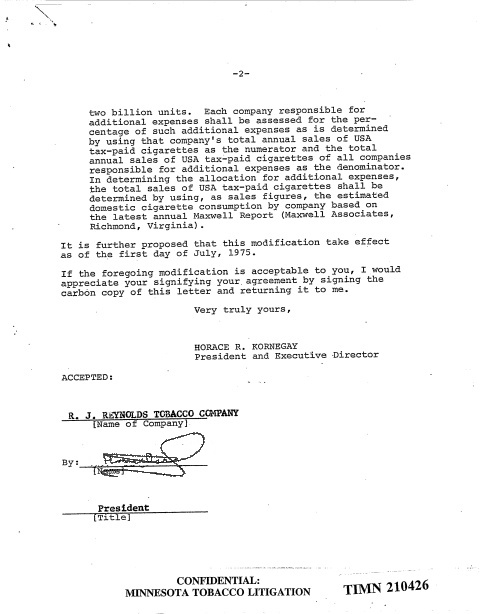 -2-
two billion units. Each company responsible for
additional expenses shall be assessed for the per-
centage of such additional expenses as is determined
by using that company's total annual sales of USA
tax-paid cigarettes as the numerator and the total
annual sales of USA tax-paid cigarettes of all companies
responsible for additional expenses as the denominator.
In determining the allocation for additional expenses,
the total sales of USA tax-paid cigarettes shall be
determined by using, as sales figures, the estimated
domestic cigarette consumption by company based on
the latest annual Maxwell Report (Maxwell Associates,
Richmond, Virginia).
It is further proposed that this modification take effect
as of the first day of July, 1975.
If the foregoing modification is acceptable to you, I would
appreciate your signifying your agreement by signing the
carbon copy of this letter and returning it to me.
Very truly yours,
HORACE R. KORNEGAY
President and Executive Director
ACCEPTED:
R. J. REYNOLDS TOBACCO COMPANY
[Name of Company]
By:
[Name]
President
[Title]
CONFIDENTIAL:
MINNESOTA TOBACCO LITIGATION
TIMN 210426